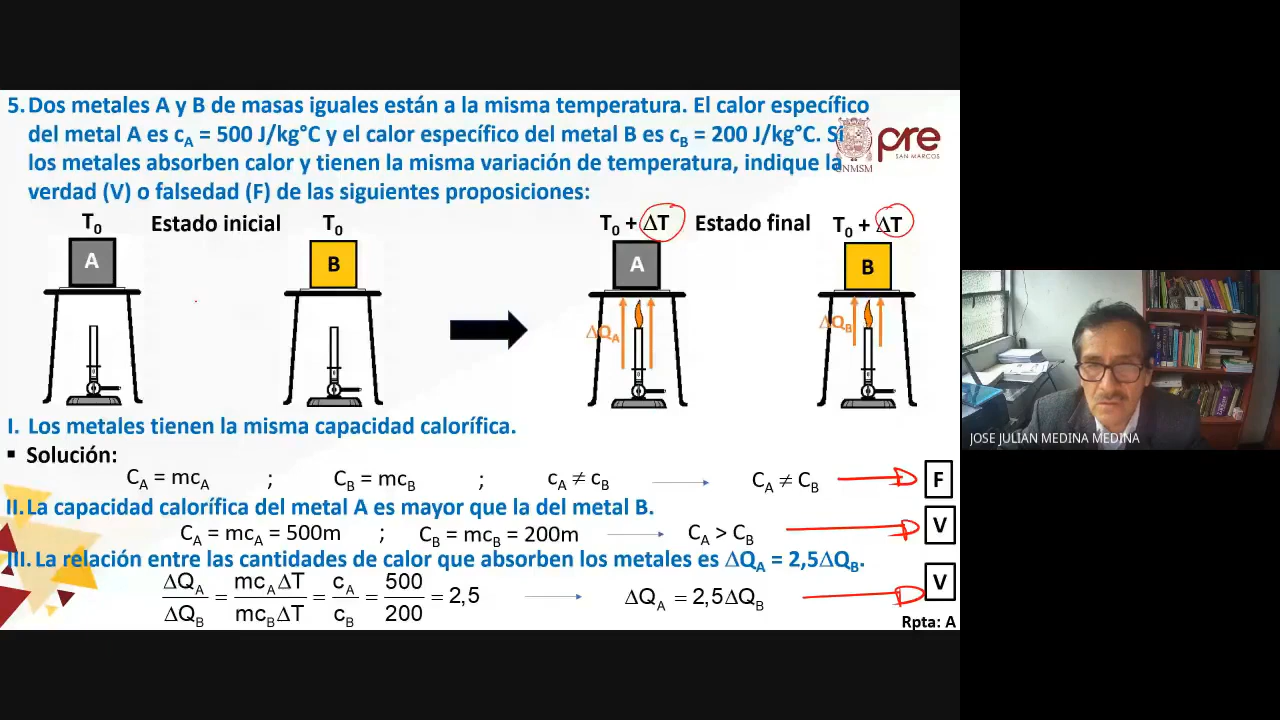 5. Dos metales A y B de masas iguales están a la misma temperatura. El calor específico
del metal A es cA = 500 J/kg°C y el calor específico del metal B es cB = 200 J/kg°C. Si
los metales absorben calor y tienen la misma variación de temperatura, indique la
verdad (V) o falsedad (F) de las siguientes proposiciones:
UNMSM
pre
SAN MARCOS
T0 Estado inicial T0
T0 + ΔT Estado final T0 + ΔT
A
B
A
B
ΔQA
ΔQB
I. Los metales tienen la misma capacidad calorífica.
▪ Solución:
CA = mcA ; CB = mcB ; cA ≠ cB → CA ≠ CB F
II. La capacidad calorífica del metal A es mayor que la del metal B.
CA = mcA = 500m ; CB = mcB = 200m → CA > CB V
III. La relación entre las cantidades de calor que absorben los metales es ΔQA = 2,5ΔQB.
ΔQA/ΔQB = mcAΔT/mcBΔT = cA/cB = 500/200 = 2,5 → ΔQA = 2,5ΔQB V
Rpta: A
JOSE JULIAN MEDINA MEDINA